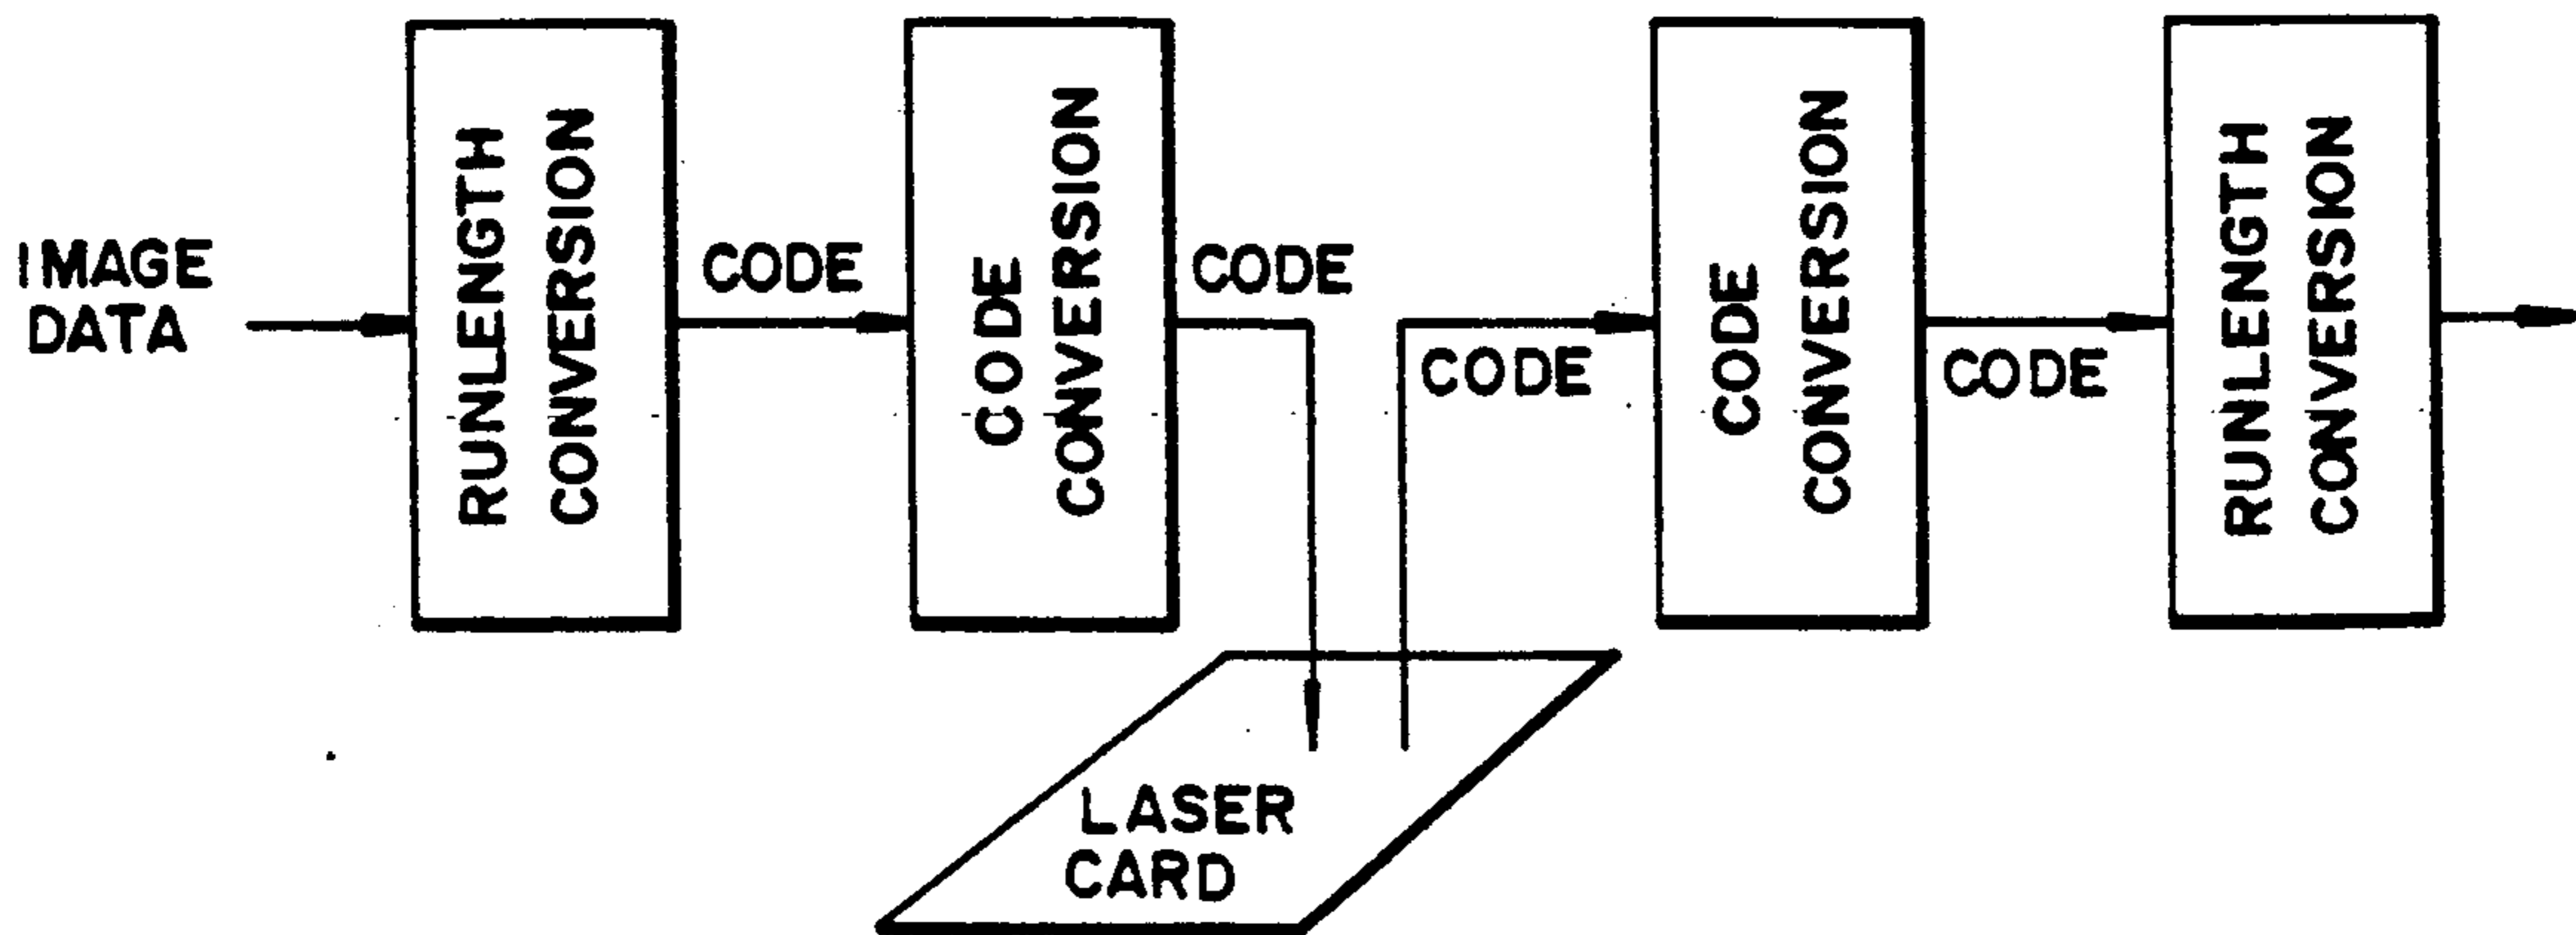 IMAGE
DATA
RUNLENGTH
CONVERSION
CODE
CODE
CONVERSION
CODE
LASER
CARD
CODE
CODE
CONVERSION
CODE
RUNLENGTH
CONVERSION